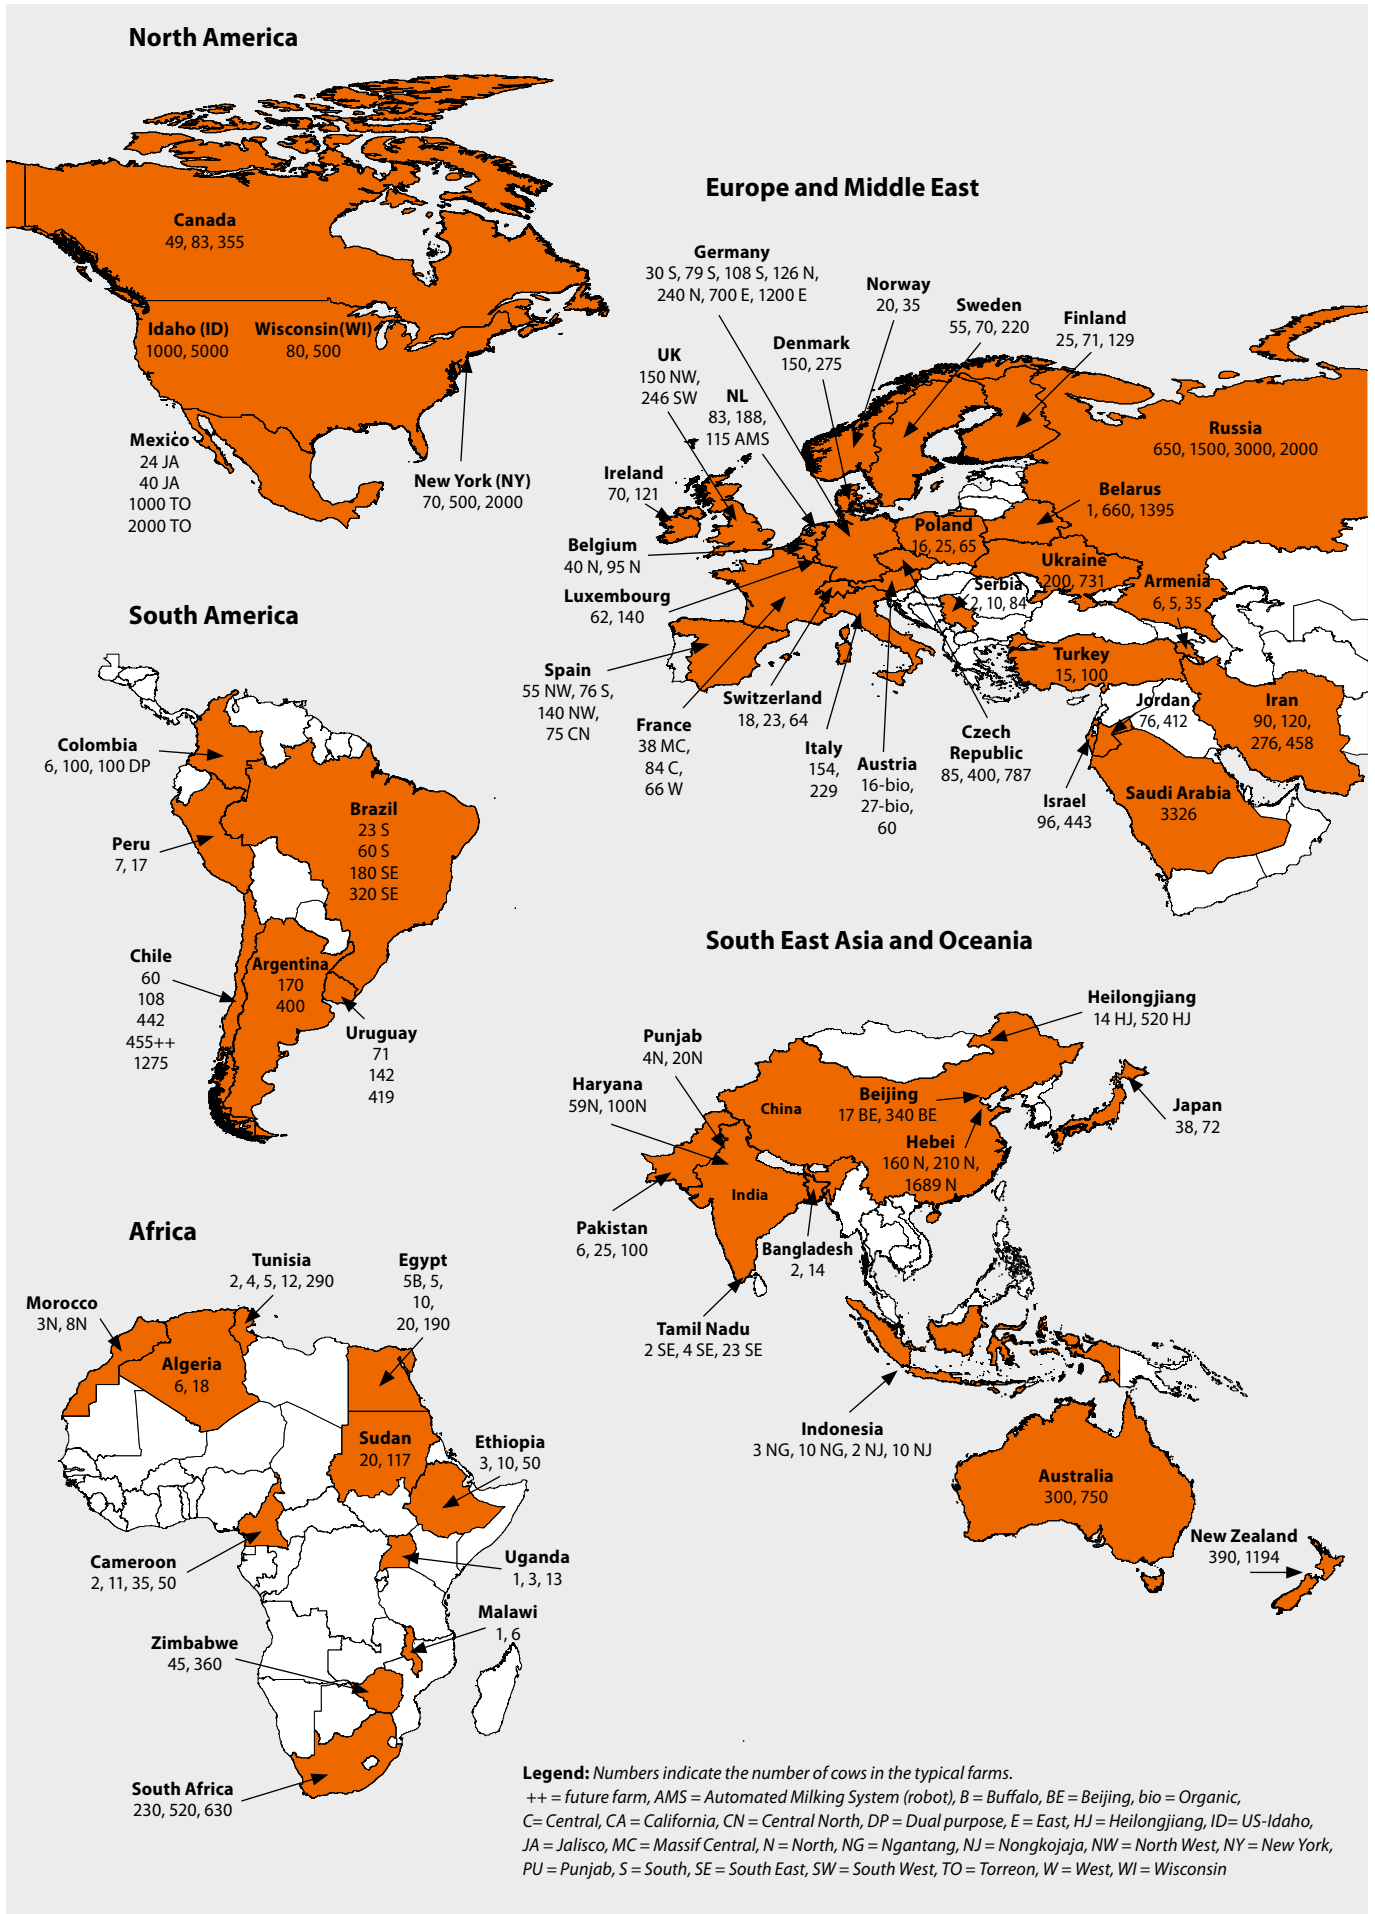 North America
Canada
49, 83, 355
Idaho (ID)
1000, 5000
Wisconsin(WI)
80, 500
Mexico
24 JA
40 JA
1000 TO
2000 TO
New York (NY)
70, 500, 2000
Europe and Middle East
Germany
30 S, 79 S, 108 S, 126 N,
240 N, 700 E, 1200 E
Norway
20, 35
Sweden
55, 70, 220
Finland
25, 71, 129
Denmark
150, 275
UK
150 NW,
246 SW
NL
83, 188,
115 AMS
Russia
650, 1500, 3000, 2000
Ireland
70, 121
Belarus
1, 660, 1395
Poland
16, 25, 65
Belgium
40 N, 95 N
Ukraine
200, 731
Luxembourg
62, 140
Serbia
2, 10, 84
Armenia
6, 5, 35
Turkey
15, 100
Spain
55 NW, 76 S,
140 NW,
75 CN
Switzerland
18, 23, 64
France
38 MC,
84 C,
66 W
Italy
154,
229
Austria
16-bio,
27-bio,
60
Czech
Republic
85, 400, 787
Jordan
76, 412
Iran
90, 120,
276, 458
Israel
96, 443
Saudi Arabia
3326
South America
Colombia
6, 100, 100 DP
Peru
7, 17
Brazil
23 S
60 S
180 SE
320 SE
Chile
60
108
442
455++
1275
Argentina
170
400
Uruguay
71
142
419
South East Asia and Oceania
Heilongjiang
14 HJ, 520 HJ
Punjab
4N, 20N
Haryana
59N, 100N
China
Beijing
17 BE, 340 BE
Hebei
160 N, 210 N,
1689 N
Japan
38, 72
India
Pakistan
6, 25, 100
Bangladesh
2, 14
Tamil Nadu
2 SE, 4 SE, 23 SE
Indonesia
3 NG, 10 NG, 2 NJ, 10 NJ
Australia
300, 750
New Zealand
390, 1194
Africa
Tunisia
2, 4, 5, 12, 290
Egypt
5B, 5,
10,
20, 190
Morocco
3N, 8N
Algeria
6, 18
Sudan
20, 117
Ethiopia
3, 10, 50
Cameroon
2, 11, 35, 50
Uganda
1, 3, 13
Malawi
1, 6
Zimbabwe
45, 360
South Africa
230, 520, 630
Legend: Numbers indicate the number of cows in the typical farms.
++ = future farm, AMS = Automated Milking System (robot), B = Buffalo, BE = Beijing, bio = Organic,
C= Central, CA = California, CN = Central North, DP = Dual purpose, E = East, HJ = Heilongjiang, ID= US-Idaho,
JA = Jalisco, MC = Massif Central, N = North, NG = Ngantang, NJ = Nongkojaja, NW = North West, NY = New York,
PU = Punjab, S = South, SE = South East, SW = South West, TO = Torreon, W = West, WI = Wisconsin